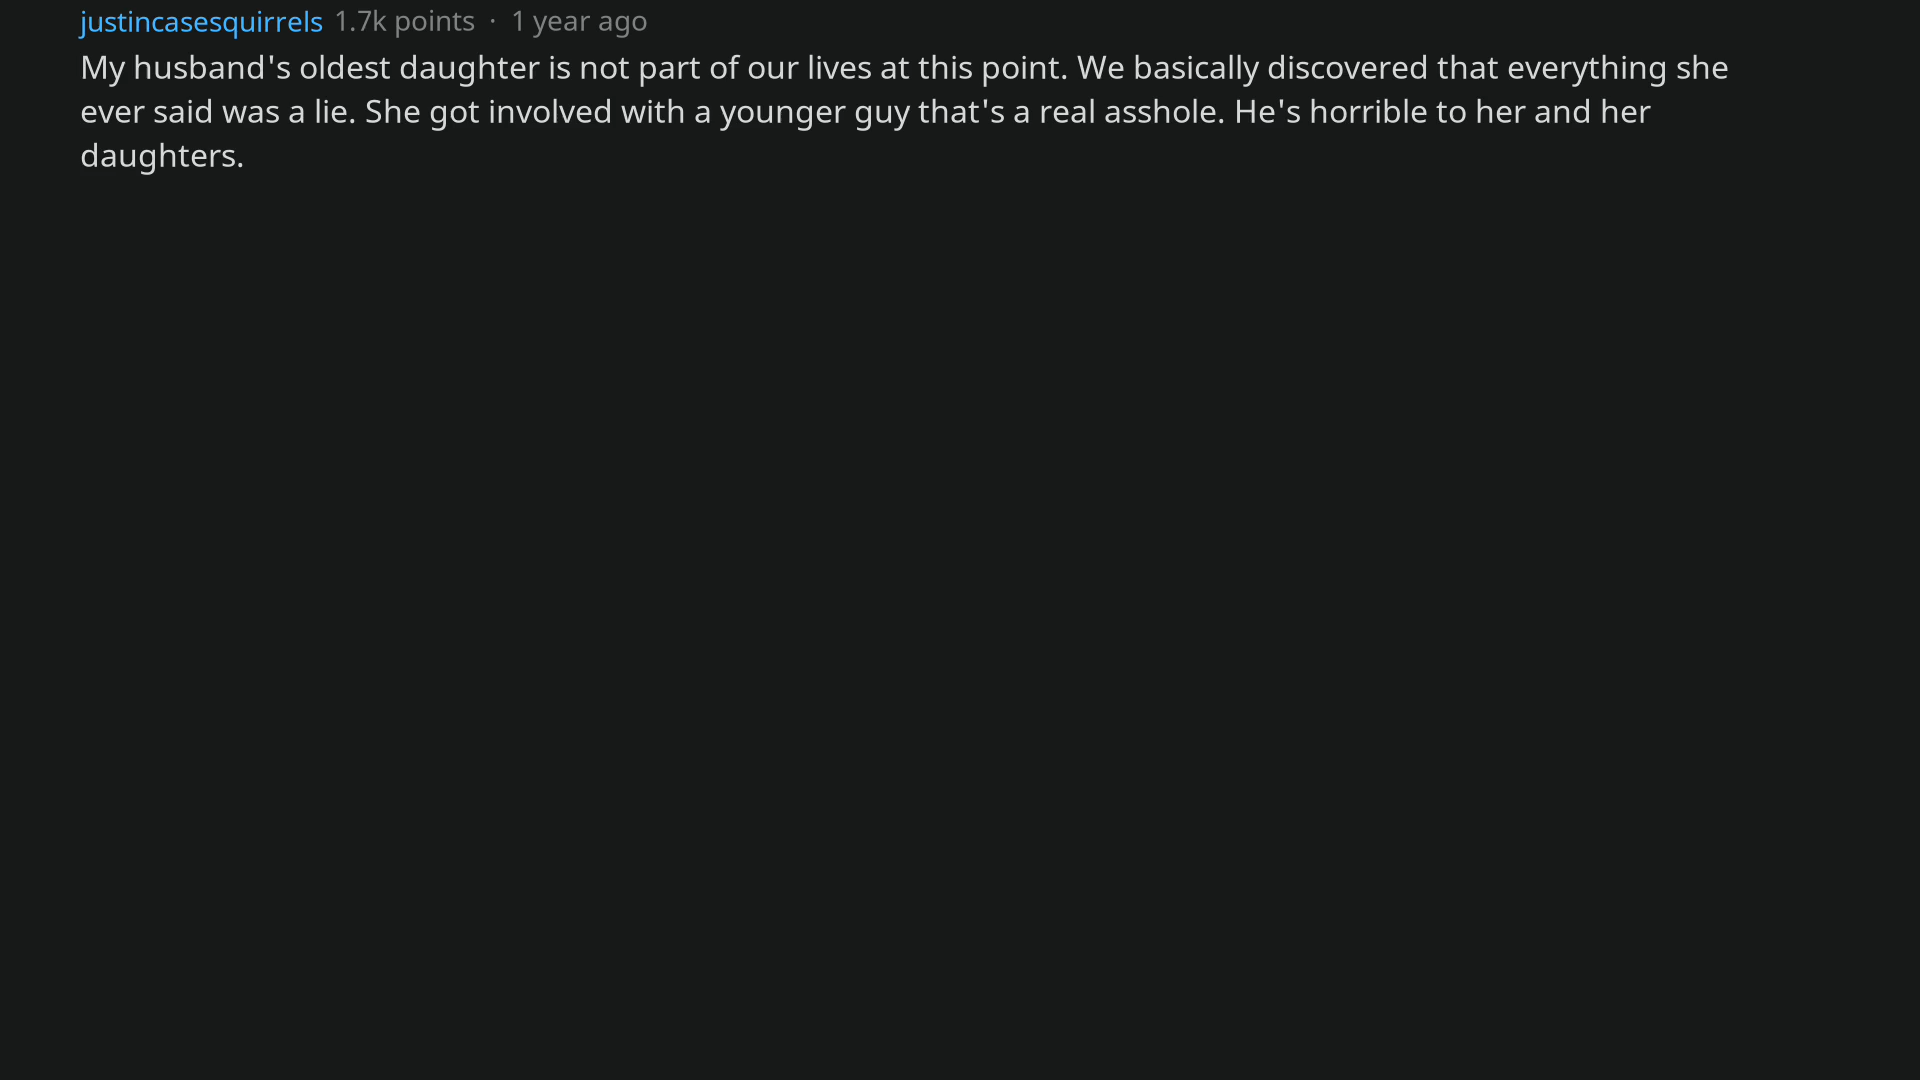 justincasesquirrels 1.7k points · 1 year ago
My husband's oldest daughter is not part of our lives at this point. We basically discovered that everything she
ever said was a lie. She got involved with a younger guy that's a real asshole. He's horrible to her and her
daughters.